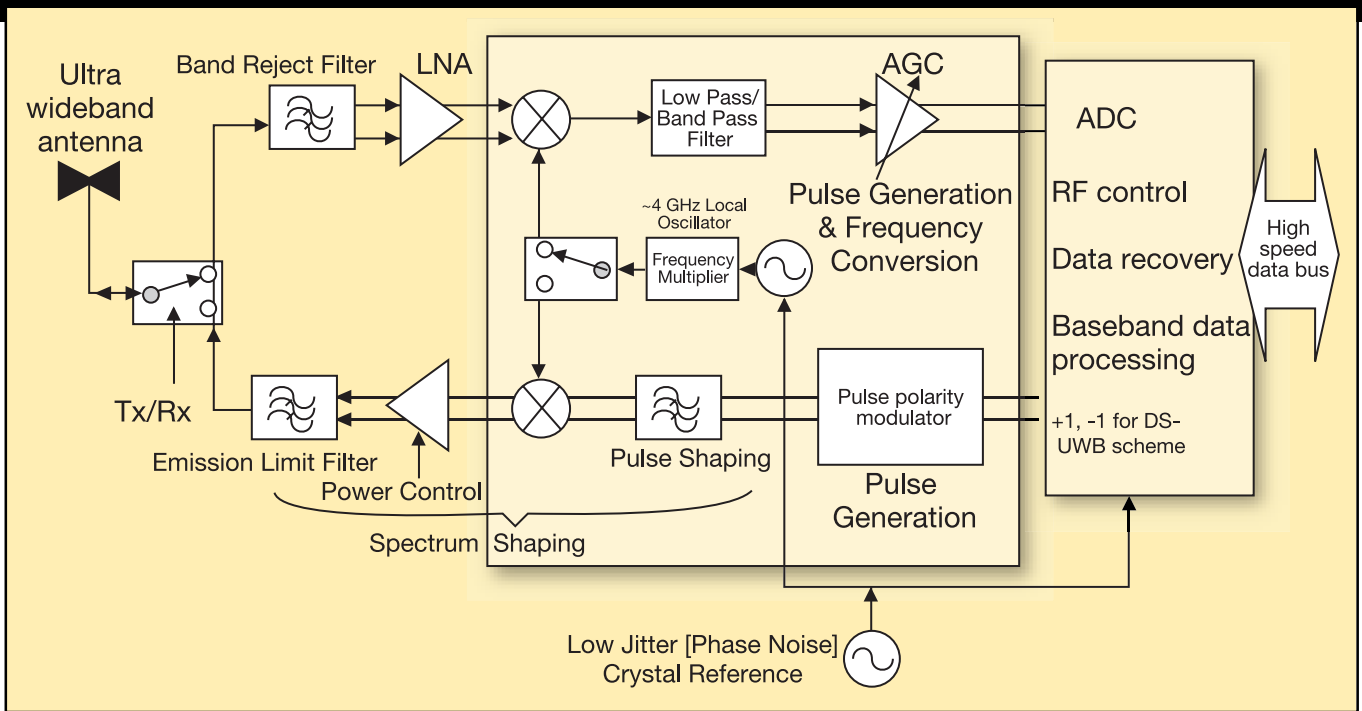 Ultra
wideband
antenna
Band Reject Filter
LNA
Low Pass/
Band Pass
Filter
AGC
Pulse Generation
& Frequency
Conversion
~4 GHz Local
Oscillator
Frequency
Multiplier
ADC
RF control
Data recovery
Baseband data
processing
+1, -1 for DS-
UWB scheme
High
speed
data bus
Tx/Rx
Emission Limit Filter
Power Control
Pulse Shaping
Pulse polarity
modulator
Pulse
Generation
Spectrum Shaping
Low Jitter [Phase Noise]
Crystal Reference